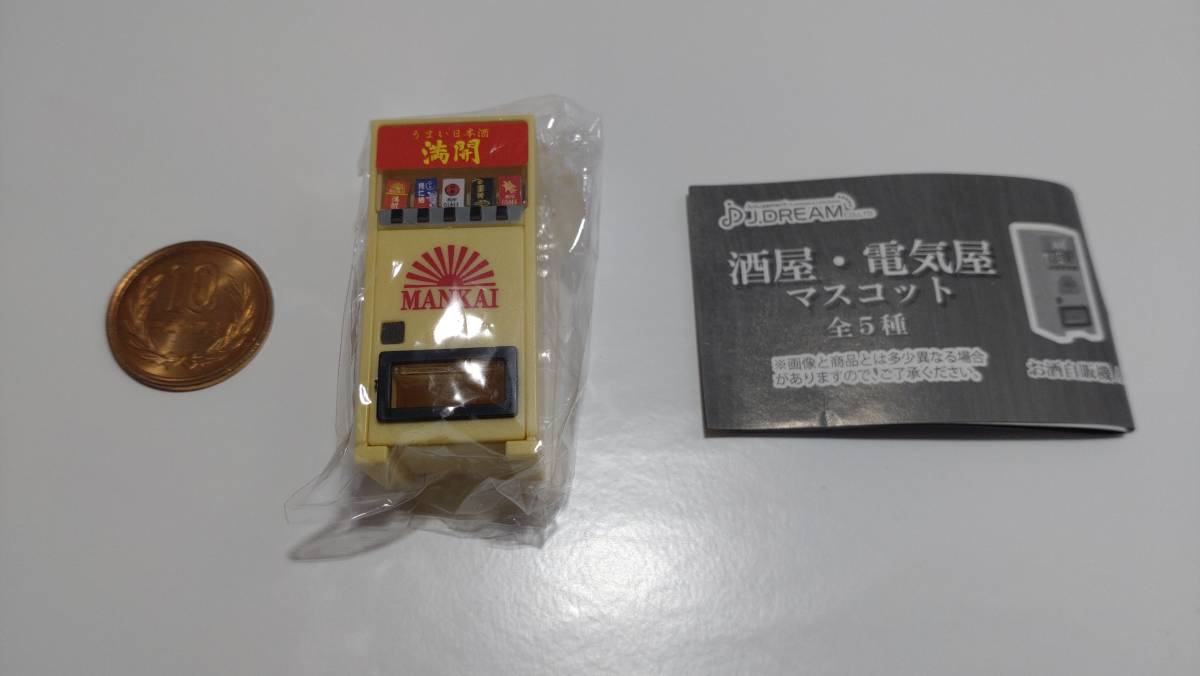 10
うまい日本酒
満開
MANKAI
J.DREAM
CO.,LTD
酒屋・電気屋
マスコット
全5種
※画像と商品とは多少異なる場合
がありますので、ご了承ください。
お酒自販機